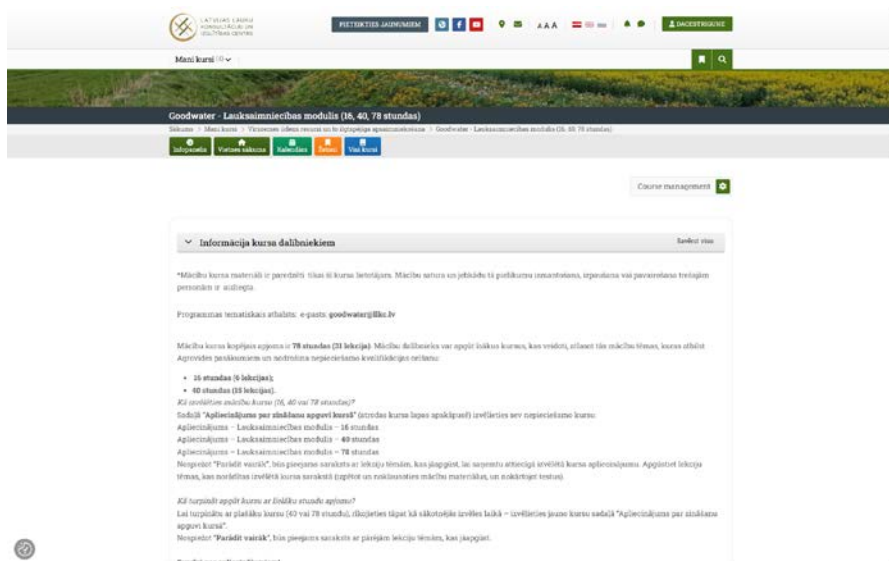 LATVIJAS LAUKU
KONSULTĀCIJU UN
IZGLĪTĪBAS CENTRS
PIETEIKTIES JAUNUMIEM
A A A
Mani kursi
Goodwater - Lauksaimniecības modulis (16, 40, 78 stundas)
Sākums > Mani kursi > Virszemes ūdens resursi un to ilgtspējīga apsaimniekošana > Goodwater - Lauksaimniecības modulis (16, 40, 78 stundas)
Infopanelis Vietnes sākums Kalendārs Žetoni Visi kursi
Course management
Informācija kursa dalībniekiem
Savērst visu
*Mācību kursa materiāli ir paredzēti tikai šī kursa lietotājam. Mācību satura un jebkādu tā pielikumu izmantošana, izpaušana vai pavairošana trešajām
personām ir aizliegta.
Programmas tematiskais atbalsts: e-pasts: goodwater@llkc.lv
Mācību kursa kopējais apjoms ir 78 stundas (31 lekcija). Mācību dalībnieks var apgūt īsākus kursus, kas veidoti, atlasot tās mācību tēmas, kuras atbilst
Agrovides pasākumiem un nodrošina nepieciešamo kvalifikācijas celšanu:
• 16 stundas (6 lekcijas);
• 40 stundas (15 lekcijas).
Kā izvēlēties mācību kursu (16, 40 vai 78 stundas)?
Sadaļā "Apliecinājums par zināšanu apguvi kursā" (atrodas kursa lapas apakšpusē) izvēlieties sev nepieciešamo kursu:
Apliecinājums – Lauksaimniecības modulis – 16 stundas
Apliecinājums – Lauksaimniecības modulis – 40 stundas
Apliecinājums – Lauksaimniecības modulis – 78 stundas
Nospiežot "Parādīt vairāk", būs pieejams saraksts ar lekciju tēmām, kas jāapgūst, lai saņemtu attiecīgā izvēlētā kursa apliecinājumu. Apgūstiet lekciju
tēmas, kas norādītas izvēlētā kursa sarakstā (izpētot un noklausoties mācību materiālus, un nokārtojot testus).
Kā turpināt apgūt kursu ar lielāku stundu apjomu?
Lai turpinātu ar plašāku kursu (40 vai 78 stundu), rīkojieties tāpat kā sākotnējās izvēles laikā – izvēlieties jauno kursu sadaļā "Apliecinājums par zināšanu
apguvi kursā".
Nospiežot "Parādīt vairāk", būs pieejams saraksts ar pārējām lekciju tēmām, kas jāapgūst.